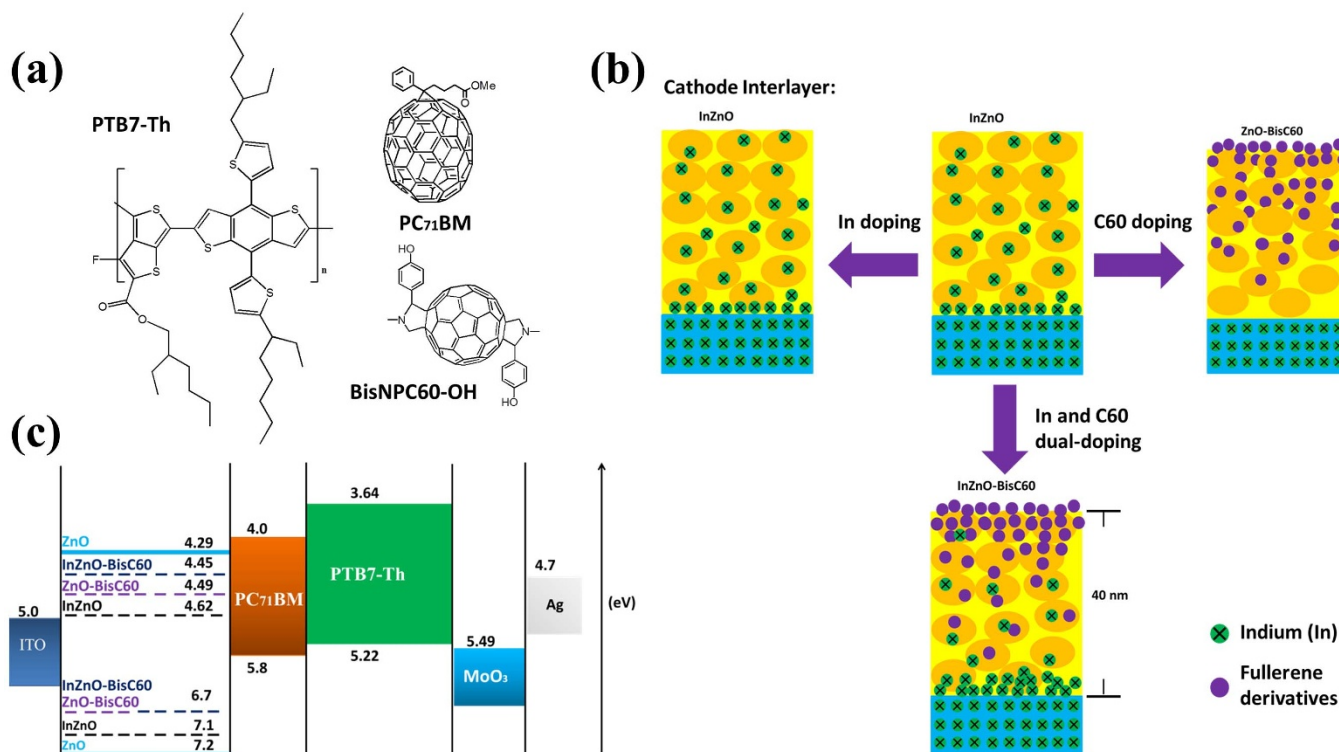 (a)
PTB7-Th
S
S
S
S
S
S
F
n
O
O
OMe
O
PC71BM
HO
N
N
OH
BisNPC60-OH
(b)
Cathode Interlayer:
InZnO
InZnO
ZnO-BisC60
In doping
C60 doping
In and C60
dual-doping
InZnO-BisC60
40 nm
Indium (In)
Fullerene
derivatives
(c)
ZnO 4.29
InZnO-BisC60 4.45
ZnO-BisC60 4.49
InZnO 4.62
5.0
ITO
InZnO-BisC60
ZnO-BisC60 6.7
InZnO 7.1
ZnO 7.2
4.0
PC71BM
5.8
3.64
PTB7-Th
5.22
5.49
MoO3
4.7
Ag
(eV)